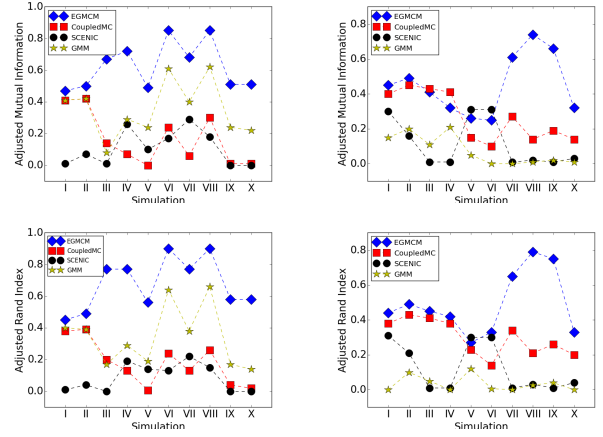 Adjusted Mutual Information
1.0
0.8
0.6
0.4
0.2
0.0
EGMCM
CoupledMC
SCENIC
GMM
I II III IV V VI VII VIII IX X
Simulation
Adjusted Mutual Information
0.8
0.6
0.4
0.2
0.0
EGMCM
CoupledMC
SCENIC
GMM
I II III IV V VI VII VIII IX X
Simulation
Adjusted Rand Index
1.0
0.8
0.6
0.4
0.2
0.0
EGMCM
CoupledMC
SCENIC
GMM
I II III IV V VI VII VIII IX X
Simulation
Adjusted Rand Index
0.8
0.6
0.4
0.2
0.0
EGMCM
CoupledMC
SCENIC
GMM
I II III IV V VI VII VIII IX X
Simulation